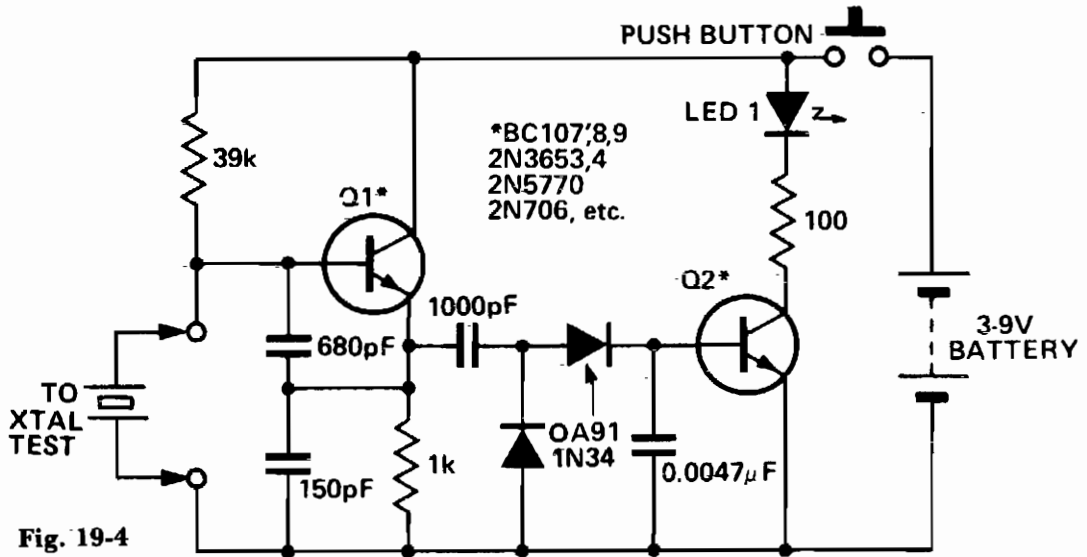 PUSH BUTTON
LED 1
39k
*BC107,8,9
2N3653,4
2N5770
2N706, etc.
Q1*
100
Q2*
1000pF
680pF
3-9V
BATTERY
TO
XTAL
TEST
OA91
1N34
1k
0.0047μF
150pF
Fig. 19-4